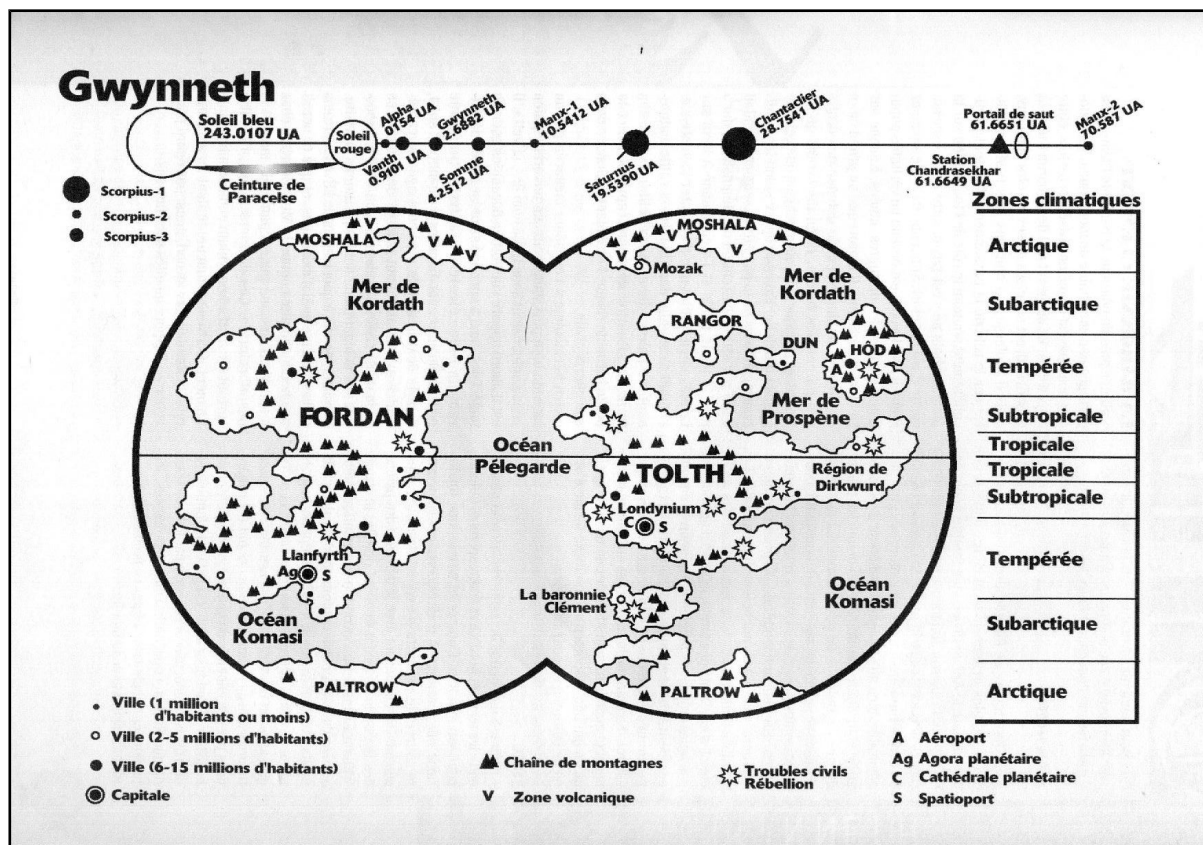 Gwynneth
Soleil bleu
243.0107 UA
Soleil
rouge
Alpha
0154 UA
Vanth
0.9101 UA
Gwynneth
2.6882 UA
Somme
4.2512 UA
Manx-1
10.5412
Saturnus
19.5390 UA
Chantaclier
28.7541 UA
Portail de saut
61.6651 UA
Station
Chandrasekhar
61.6649 UA
Manx-2
70.587 UA
Ceinture de
Paracelse
Scorpius-1
Scorpius-2
Scorpius-3
Zones climatiques
Arctique
Subarctique
Tempérée
Subtropicale
Tropicale
Tropicale
Subtropicale
Tempérée
Subarctique
Arctique
MOSHALA
V
V
V
Mer de
Kordath
FORDAN
Océan
Pélegarde
Llanfyrth
Ag
S
Océan
Komasi
PALTROW
MOSHALA
V
V
V
Mozak
Mer de
Kordath
RANGOR
DUN
HÔD
A
Mer de
Prospène
TOLTH
Région de
Dirkwurd
Londynium
C
S
La baronnie
Clément
Océan
Komasi
PALTROW
Ville (1 million
d'habitants ou moins)
Ville (2-5 millions d'habitants)
Ville (6-15 millions d'habitants)
Capitale
Chaîne de montagnes
V Zone volcanique
Troubles civils
Rébellion
A Aéroport
Ag Agora planétaire
C Cathédrale planétaire
S Spatioport